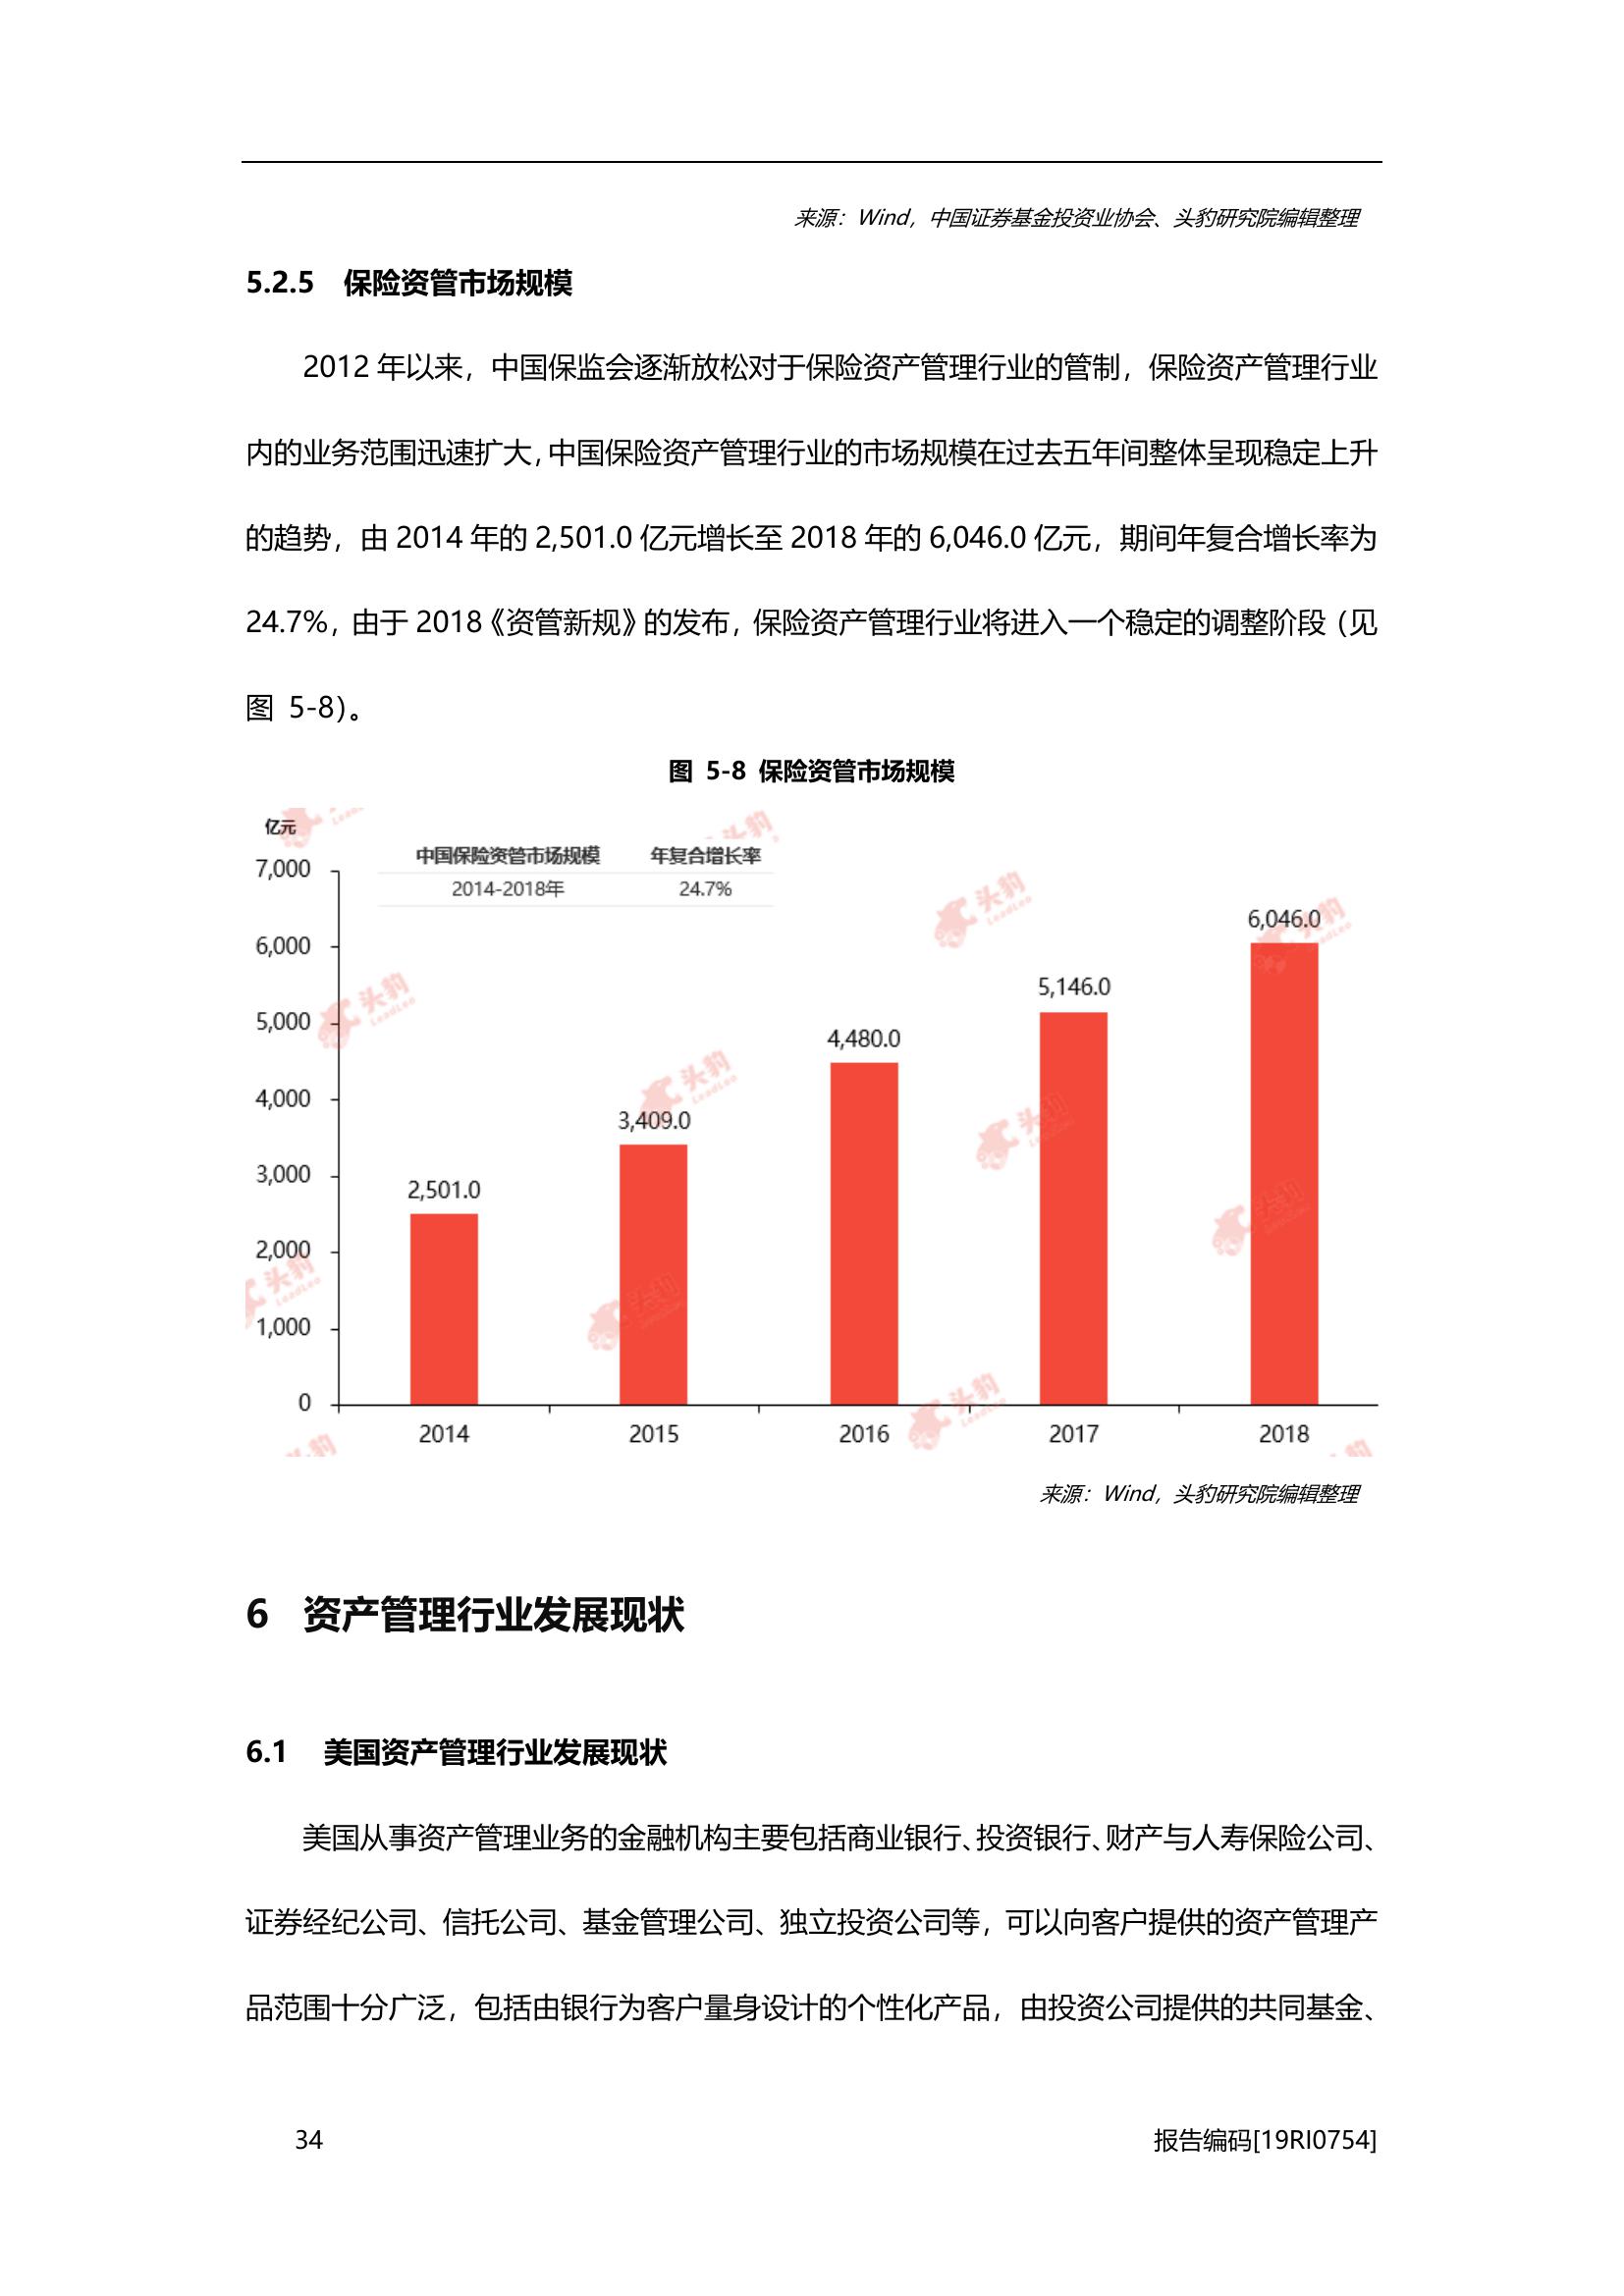 来源：Wind，中国证券基金投资业协会、头豹研究院编辑整理
5.2.5 保险资管市场规模
2012 年以来，中国保监会逐渐放松对于保险资产管理行业的管制，保险资产管理行业
内的业务范围迅速扩大，中国保险资产管理行业的市场规模在过去五年间整体呈现稳定上升
的趋势，由 2014 年的 2,501.0 亿元增长至 2018 年的 6,046.0 亿元，期间年复合增长率为
24.7%，由于 2018《资管新规》的发布，保险资产管理行业将进入一个稳定的调整阶段（见
图 5-8）。
图 5-8 保险资管市场规模
亿元
中国保险资管市场规模 年复合增长率
2014-2018年 24.7%
7,000
6,000
5,000
4,000
3,000
2,000
1,000
0
2,501.0
3,409.0
4,480.0
5,146.0
6,046.0
2014 2015 2016 2017 2018
头豹
LeadLeo
来源：Wind，头豹研究院编辑整理
6 资产管理行业发展现状
6.1 美国资产管理行业发展现状
美国从事资产管理业务的金融机构主要包括商业银行、投资银行、财产与人寿保险公司、
证券经纪公司、信托公司、基金管理公司、独立投资公司等，可以向客户提供的资产管理产
品范围十分广泛，包括由银行为客户量身设计的个性化产品，由投资公司提供的共同基金、
34 报告编码[19RI0754]